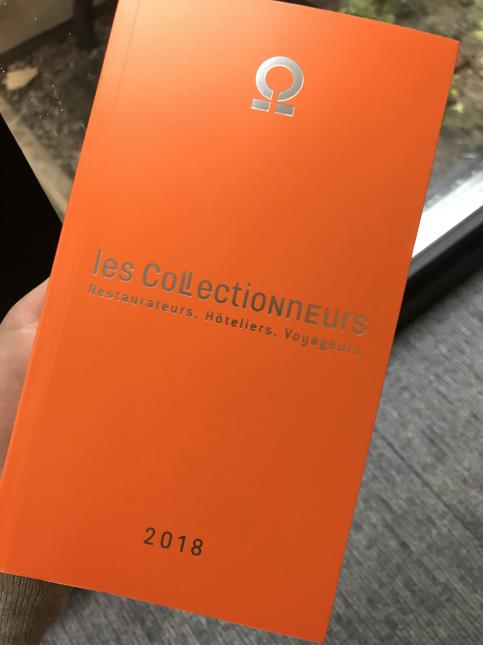 les Collectionneurs
Restaurateurs, Hôteliers, Voyageurs
2018